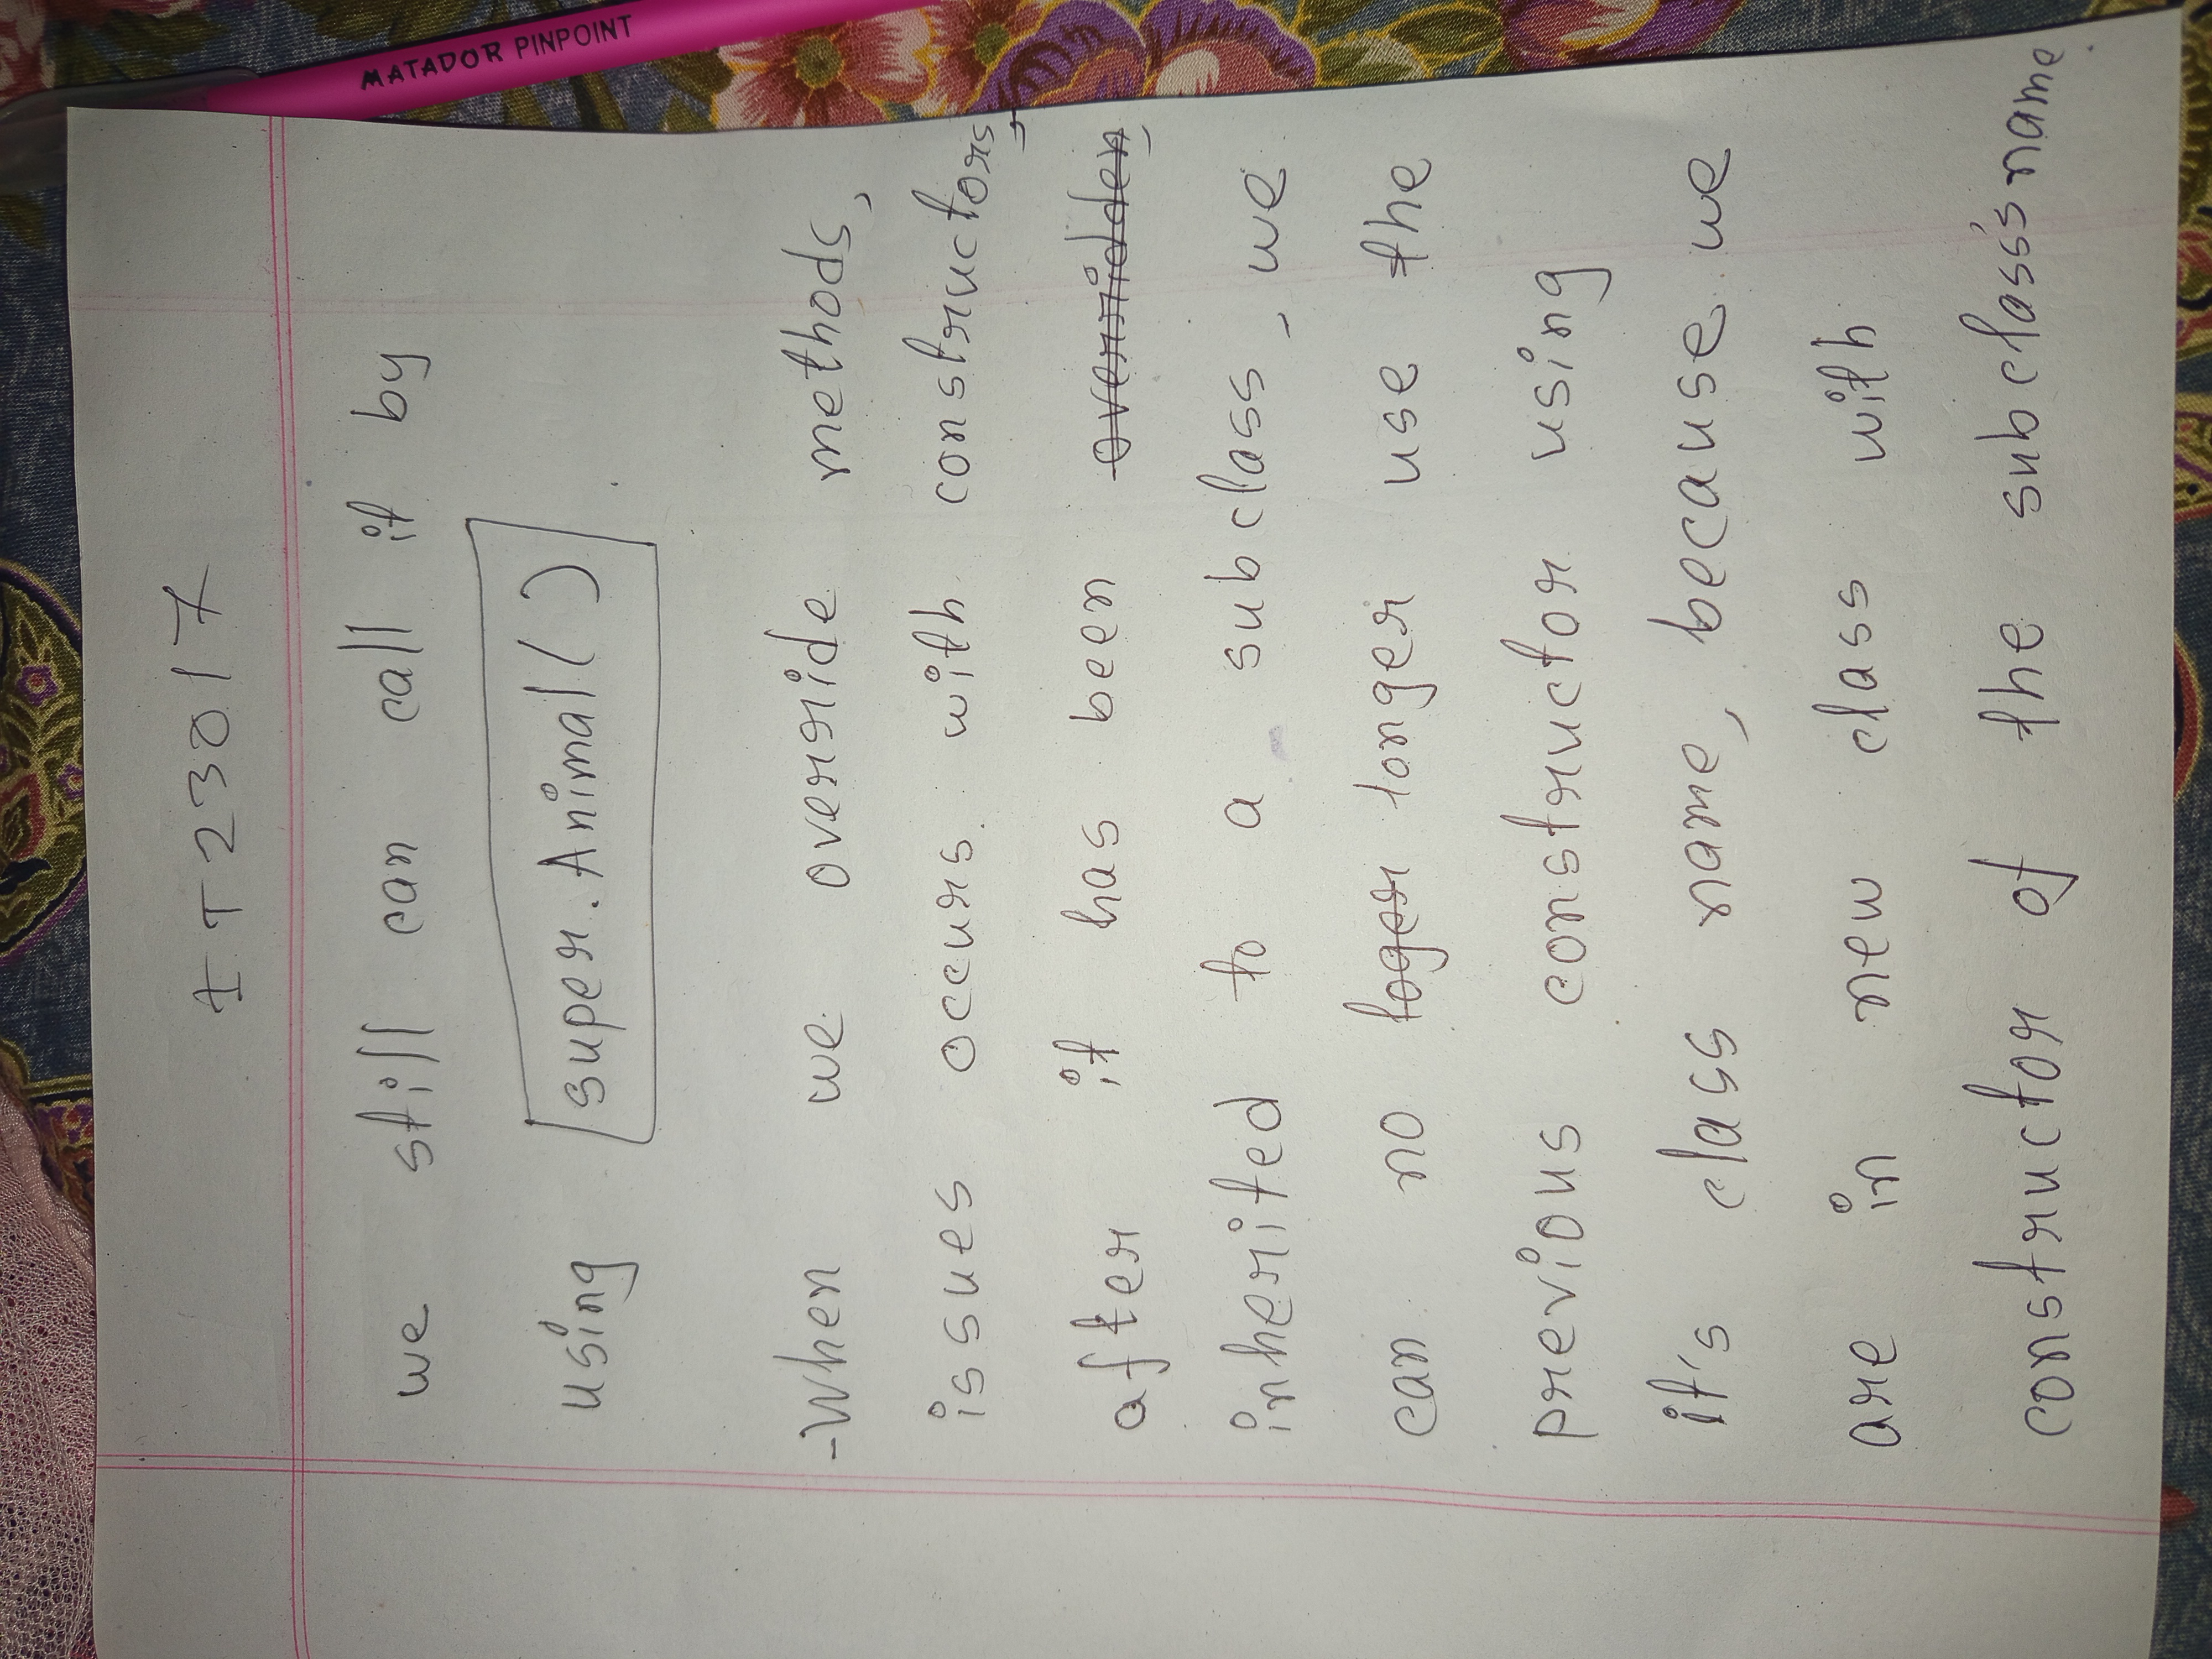 IT23017
we still can call it by
using super.Animal().
-When we override methods,
issues occurs with constructors,
after it has been overridden,
inherited to a subclass, we
can no loger longer use the
previous constructor using
it's class name, because we
are in new class with
constructor of the subclass's name.
MATADOR PINPOINT